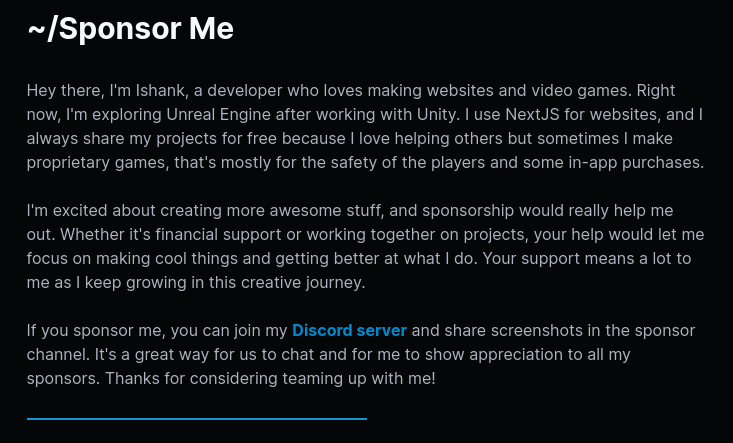 ~/Sponsor Me
Hey there, I'm Ishank, a developer who loves making websites and video games. Right
now, I'm exploring Unreal Engine after working with Unity. I use NextJS for websites, and I
always share my projects for free because I love helping others but sometimes I make
proprietary games, that's mostly for the safety of the players and some in-app purchases.
I'm excited about creating more awesome stuff, and sponsorship would really help me
out. Whether it's financial support or working together on projects, your help would let me
focus on making cool things and getting better at what I do. Your support means a lot to
me as I keep growing in this creative journey.
If you sponsor me, you can join my Discord server and share screenshots in the sponsor
channel. It's a great way for us to chat and for me to show appreciation to all my
sponsors. Thanks for considering teaming up with me!